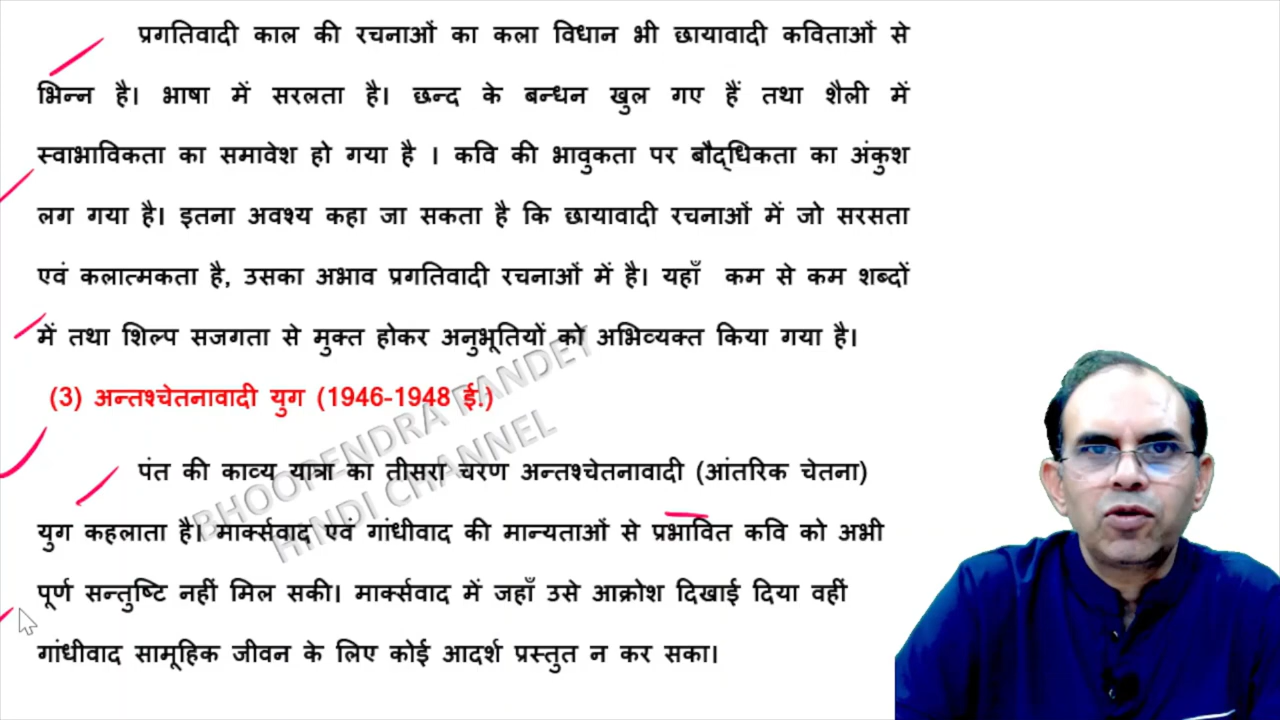 प्रगतिवादी काल की रचनाओं का कला विधान भी छायावादी कविताओं से
भिन्न है। भाषा में सरलता है। छन्द के बन्धन खुल गए हैं तथा शैली में
स्वाभाविकता का समावेश हो गया है । कवि की भावुकता पर बौद्धिकता का अंकुश
लग गया है। इतना अवश्य कहा जा सकता है कि छायावादी रचनाओं में जो सरसता
एवं कलात्मकता है, उसका अभाव प्रगतिवादी रचनाओं में है। यहाँ कम से कम शब्दों
में तथा शिल्प सजगता से मुक्त होकर अनुभूतियों को अभिव्यक्त किया गया है।
(3) अन्तश्चेतनावादी युग (1946-1948 ई.)
पंत की काव्य यात्रा का तीसरा चरण अन्तश्चेतनावादी (आंतरिक चेतना)
युग कहलाता है। मार्क्सवाद एवं गांधीवाद की मान्यताओं से प्रभावित कवि को अभी
पूर्ण सन्तुष्टि नहीं मिल सकी। मार्क्सवाद में जहाँ उसे आक्रोश दिखाई दिया वहीं
गांधीवाद सामूहिक जीवन के लिए कोई आदर्श प्रस्तुत न कर सका।
BHOOPENDRA PANDEY
HINDI CHANNEL